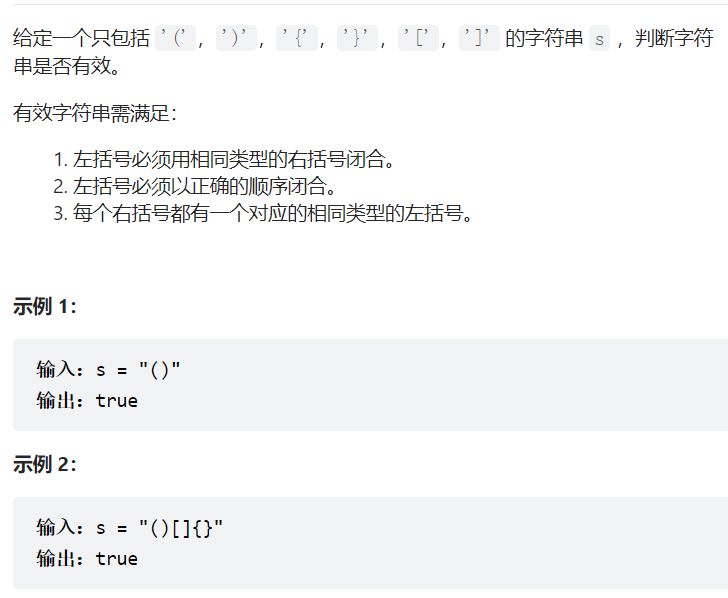 给定一个只包括 '('，')'，'{'，'}'，'['，']' 的字符串 s ，判断字符
串是否有效。
有效字符串需满足：
1. 左括号必须用相同类型的右括号闭合。
2. 左括号必须以正确的顺序闭合。
3. 每个右括号都有一个对应的相同类型的左括号。
示例 1：
输入：s = "()"
输出：true
示例 2：
输入：s = "()[]{}"
输出：true